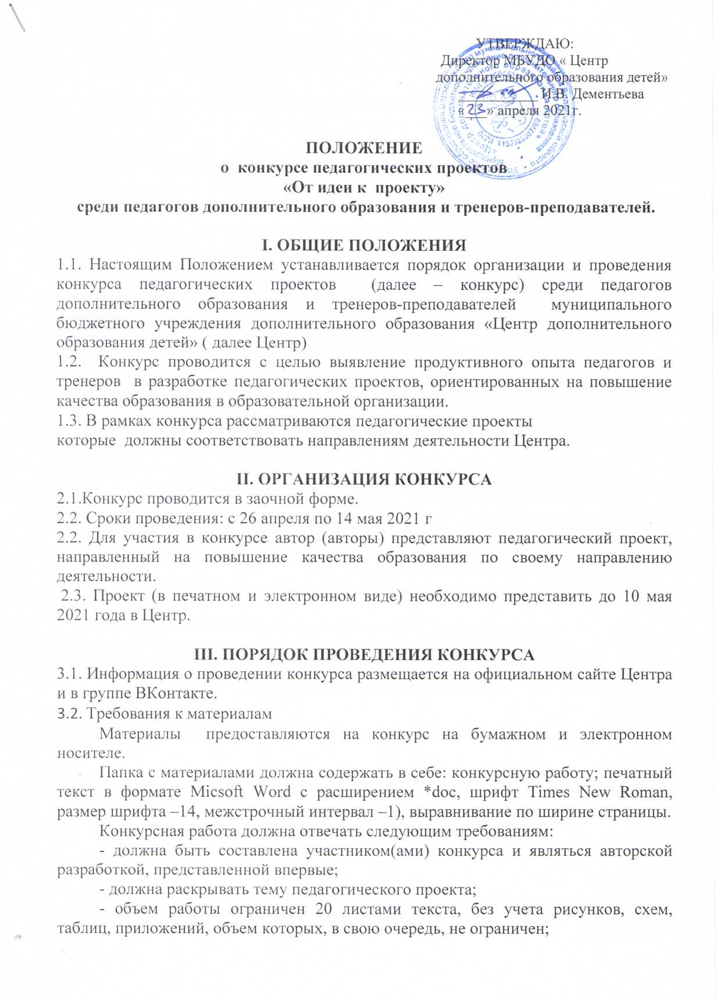 УТВЕРЖДАЮ:
Директор МБУДО « Центр
дополнительного образования детей»
И.В. Дементьева
«23» апреля 2021г.
ПОЛОЖЕНИЕ
о конкурсе педагогических проектов
«От идеи к проекту»
среди педагогов дополнительного образования и тренеров-преподавателей.
I. ОБЩИЕ ПОЛОЖЕНИЯ
1.1. Настоящим Положением устанавливается порядок организации и проведения
конкурса педагогических проектов (далее – конкурс) среди педагогов
дополнительного образования и тренеров-преподавателей муниципального
бюджетного учреждения дополнительного образования «Центр дополнительного
образования детей» ( далее Центр)
1.2. Конкурс проводится с целью выявление продуктивного опыта педагогов и
тренеров в разработке педагогических проектов, ориентированных на повышение
качества образования в образовательной организации.
1.3. В рамках конкурса рассматриваются педагогические проекты
которые должны соответствовать направлениям деятельности Центра.
II. ОРГАНИЗАЦИЯ КОНКУРСА
2.1.Конкурс проводится в заочной форме.
2.2. Сроки проведения: с 26 апреля по 14 мая 2021 г
2.2. Для участия в конкурсе автор (авторы) представляют педагогический проект,
направленный на повышение качества образования по своему направлению
деятельности.
2.3. Проект (в печатном и электронном виде) необходимо представить до 10 мая
2021 года в Центр.
III. ПОРЯДОК ПРОВЕДЕНИЯ КОНКУРСА
3.1. Информация о проведении конкурса размещается на официальном сайте Центра
и в группе ВКонтакте.
3.2. Требования к материалам
Материалы предоставляются на конкурс на бумажном и электронном
носителе.
Папка с материалами должна содержать в себе: конкурсную работу; печатный
текст в формате Micsoft Word с расширением *doc, шрифт Times New Roman,
размер шрифта –14, межстрочный интервал –1), выравнивание по ширине страницы.
Конкурсная работа должна отвечать следующим требованиям:
- должна быть составлена участником(ами) конкурса и являться авторской
разработкой, представленной впервые;
- должна раскрывать тему педагогического проекта;
- объем работы ограничен 20 листами текста, без учета рисунков, схем,
таблиц, приложений, объем которых, в свою очередь, не ограничен;